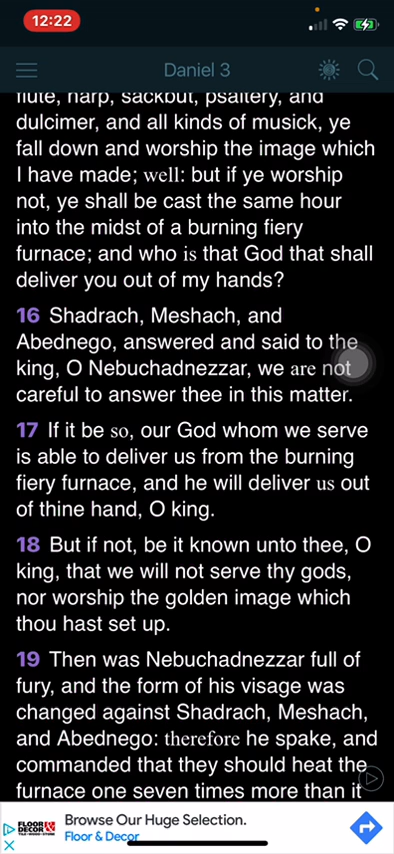 12:22
Daniel 3
flute, harp, sackbut, psaltery, and
dulcimer, and all kinds of musick, ye
fall down and worship the image which
I have made; well: but if ye worship
not, ye shall be cast the same hour
into the midst of a burning fiery
furnace; and who is that God that shall
deliver you out of my hands?
16 Shadrach, Meshach, and
Abednego, answered and said to the
king, O Nebuchadnezzar, we are not
careful to answer thee in this matter.
17 If it be so, our God whom we serve
is able to deliver us from the burning
fiery furnace, and he will deliver us out
of thine hand, O king.
18 But if not, be it known unto thee, O
king, that we will not serve thy gods,
nor worship the golden image which
thou hast set up.
19 Then was Nebuchadnezzar full of
fury, and the form of his visage was
changed against Shadrach, Meshach,
and Abednego: therefore he spake, and
commanded that they should heat the
furnace one seven times more than it
FLOOR
DECOR
Browse Our Huge Selection.
Floor & Decor